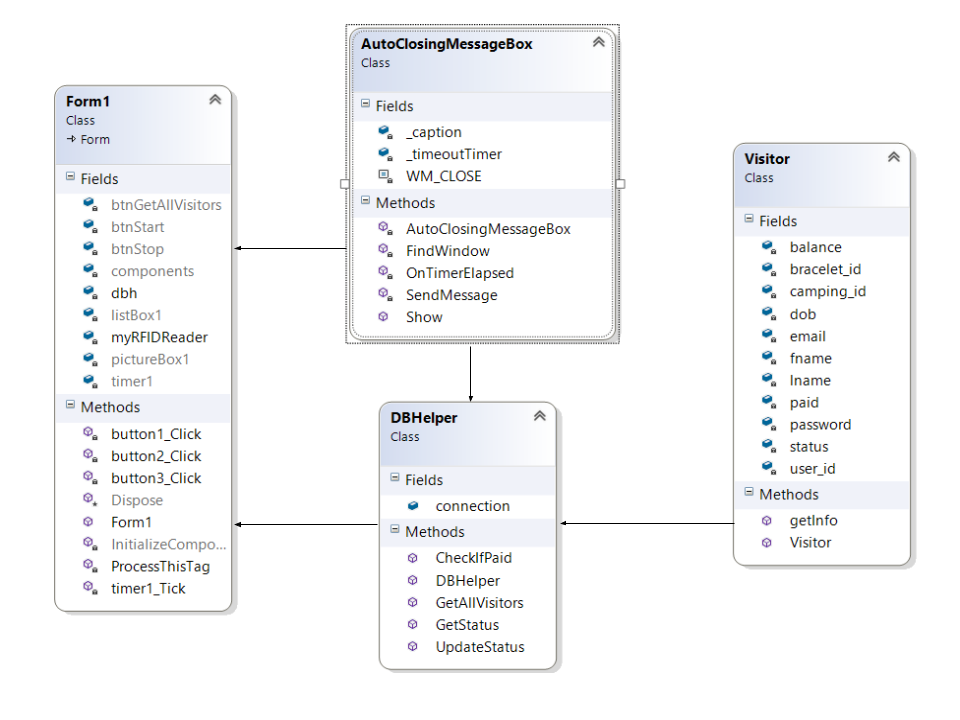 AutoClosingMessageBox
Class
Fields
_caption
_timeoutTimer
WM_CLOSE
Methods
AutoClosingMessageBox
FindWindow
OnTimerElapsed
SendMessage
Show
Form1
Class
Form
Fields
btnGetAllVisitors
btnStart
btnStop
components
dbh
listBox1
myRFIDReader
pictureBox1
timer1
Methods
button1_Click
button2_Click
button3_Click
Dispose
Form1
InitializeCompo...
ProcessThisTag
timer1_Tick
DBHelper
Class
Fields
connection
Methods
CheckIfPaid
DBHelper
GetAllVisitors
GetStatus
UpdateStatus
Visitor
Class
Fields
balance
bracelet_id
camping_id
dob
email
fname
lname
paid
password
status
user_id
Methods
getInfo
Visitor